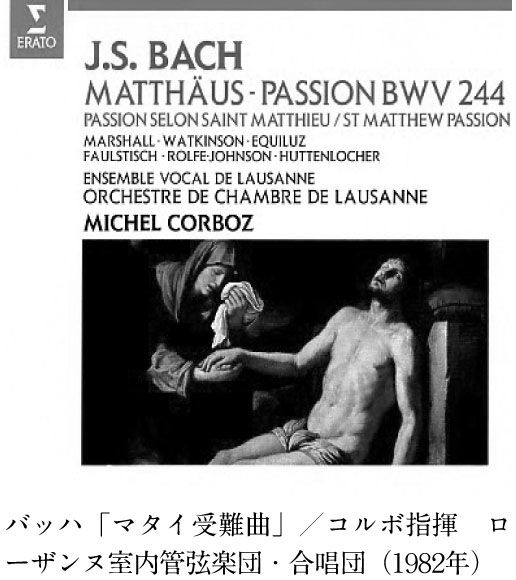 ERATO
J.S. BACH
MATTHÄUS - PASSION BWV 244
PASSION SELON SAINT MATTHIEU / ST MATTHEW PASSION
MARSHALL · WATKINSON · EQUILUZ
FAULSTISCH · ROLFE-JOHNSON · HUTTENLOCHER
ENSEMBLE VOCAL DE LAUSANNE
ORCHESTRE DE CHAMBRE DE LAUSANNE
MICHEL CORBOZ
バッハ「マタイ受難曲」／コルボ指揮　ロ
ーザンヌ室内管弦楽団・合唱団（1982年）